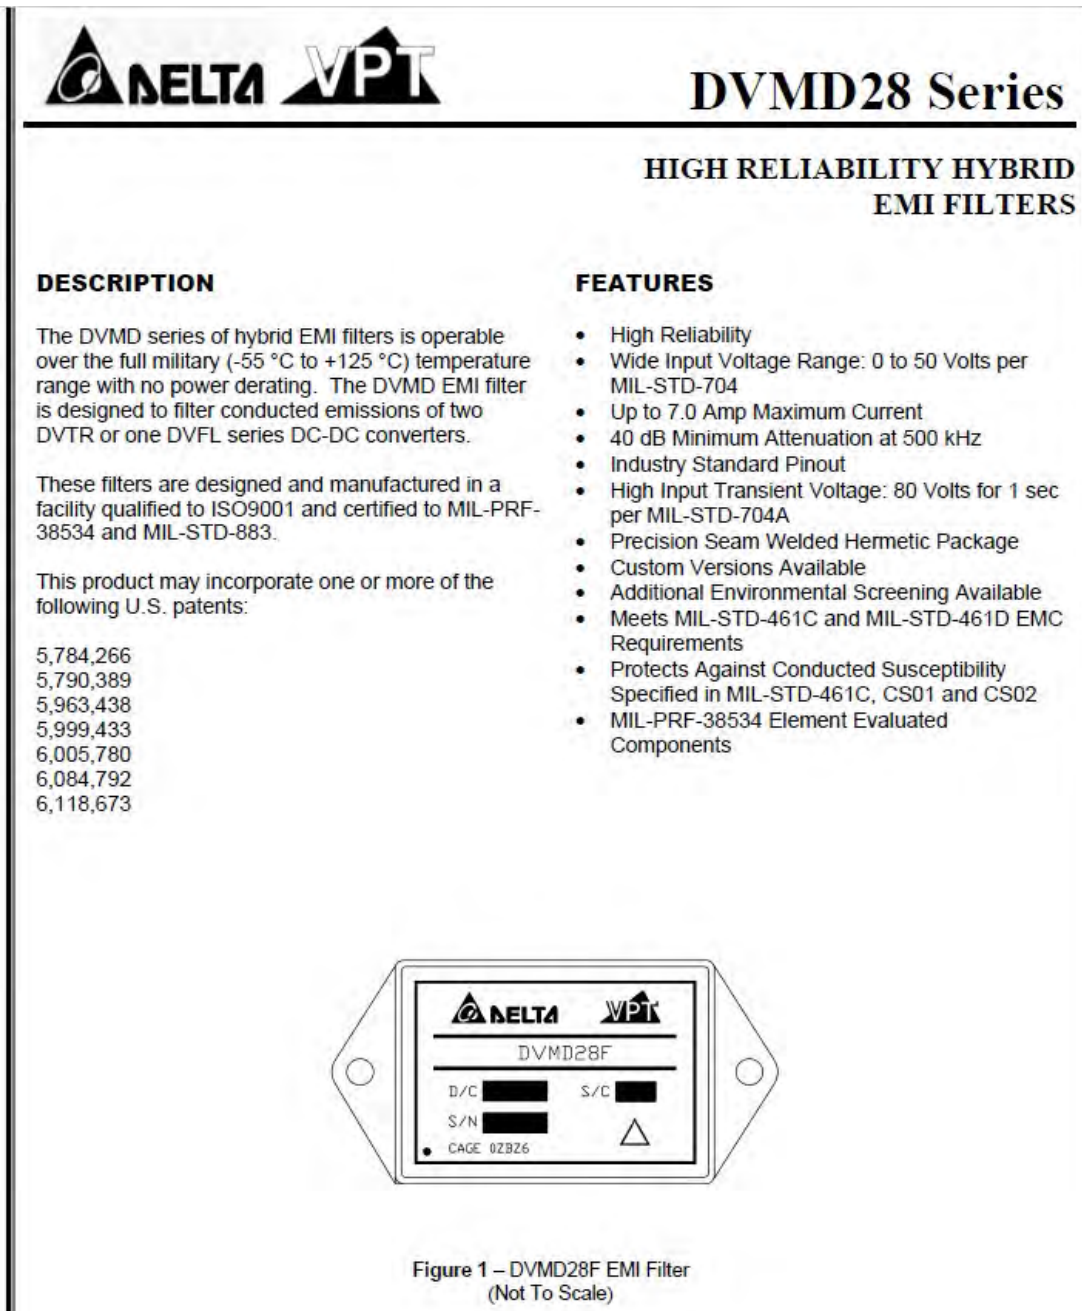 DELTA VPT
DVMD28 Series
HIGH RELIABILITY HYBRID
EMI FILTERS
DESCRIPTION
The DVMD series of hybrid EMI filters is operable
over the full military (-55 °C to +125 °C) temperature
range with no power derating. The DVMD EMI filter
is designed to filter conducted emissions of two
DVTR or one DVFL series DC-DC converters.
These filters are designed and manufactured in a
facility qualified to ISO9001 and certified to MIL-PRF-
38534 and MIL-STD-883.
This product may incorporate one or more of the
following U.S. patents:
5,784,266
5,790,389
5,963,438
5,999,433
6,005,780
6,084,792
6,118,673
FEATURES
• High Reliability
• Wide Input Voltage Range: 0 to 50 Volts per
MIL-STD-704
• Up to 7.0 Amp Maximum Current
• 40 dB Minimum Attenuation at 500 kHz
• Industry Standard Pinout
• High Input Transient Voltage: 80 Volts for 1 sec
per MIL-STD-704A
• Precision Seam Welded Hermetic Package
• Custom Versions Available
• Additional Environmental Screening Available
• Meets MIL-STD-461C and MIL-STD-461D EMC
Requirements
• Protects Against Conducted Susceptibility
Specified in MIL-STD-461C, CS01 and CS02
• MIL-PRF-38534 Element Evaluated
Components
DELTA VPT
DVMD28F
D/C S/C
S/N
CAGE 0ZBZ6
Figure 1 – DVMD28F EMI Filter
(Not To Scale)